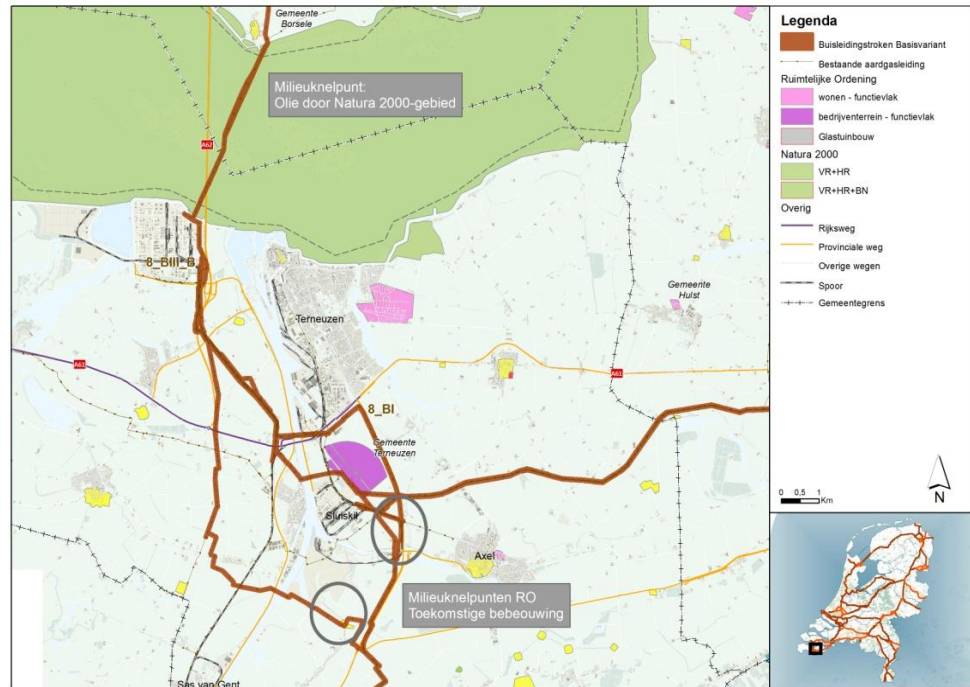 Gemeente
Borsele
Milieuknelpunt:
Olie door Natura 2000-gebied
A62
8_BIII_B
Terneuzen
Gemeente
Hulst
A61
A61
8_BI
Gemeente
Terneuzen
Sluiskil
Axel
Milieuknelpunten RO
Toekomstige bebeouwing
Sas van Gent
Legenda
Buisleidingstroken Basisvariant
Bestaande aardgasleiding
Ruimtelijke Ordening
wonen - functievlak
bedrijventerrein - functievlak
Glastuinbouw
Natura 2000
VR+HR
VR+HR+BN
Overig
Rijksweg
Provinciale weg
Overige wegen
Spoor
Gemeentegrens
0 0,5 1
Km
N